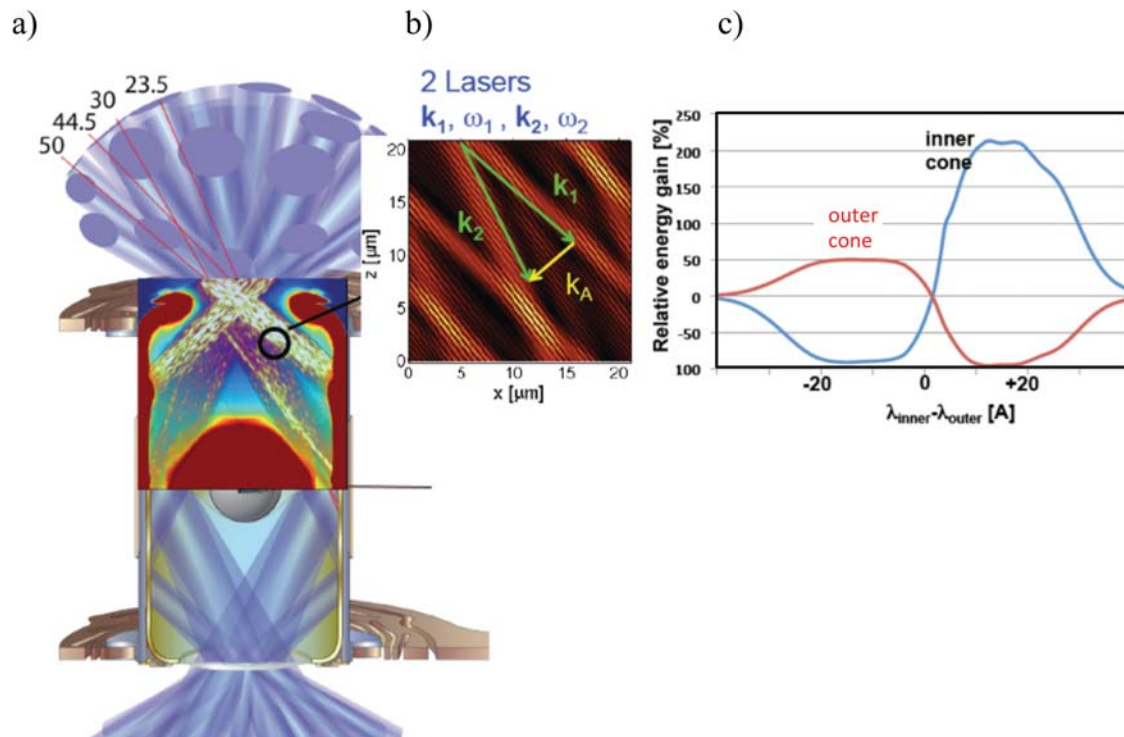 a)
b)
c)
23.5
30
44.5
50
2 Lasers
k₁, ω₁ , k₂, ω₂
20
15
10
5
0
z [µm]
k₁
k₂
k_A
0 5 10 15 20
x [µm]
250
200
150
100
50
0
-50
100
Relative energy gain [%]
inner
cone
outer
cone
-20 0 +20
λinner-λouter [A]